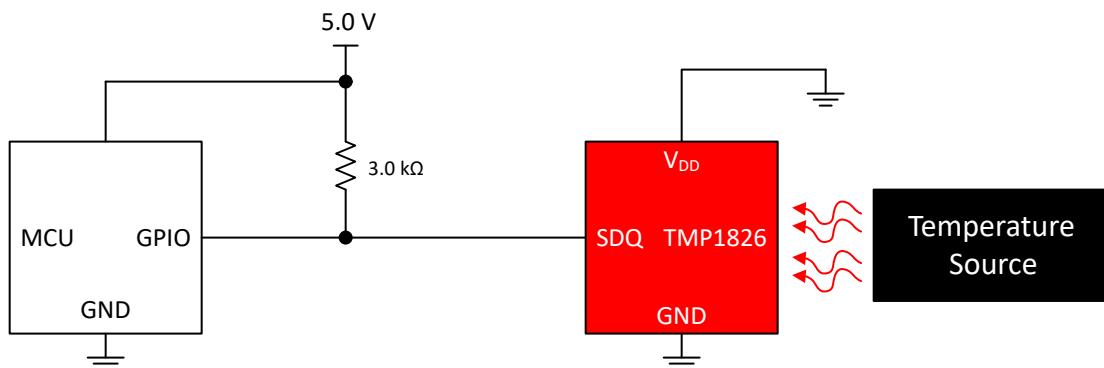 5.0 V
3.0 kΩ
MCU
GPIO
GND
VDD
SDQ
TMP1826
GND
Temperature
Source